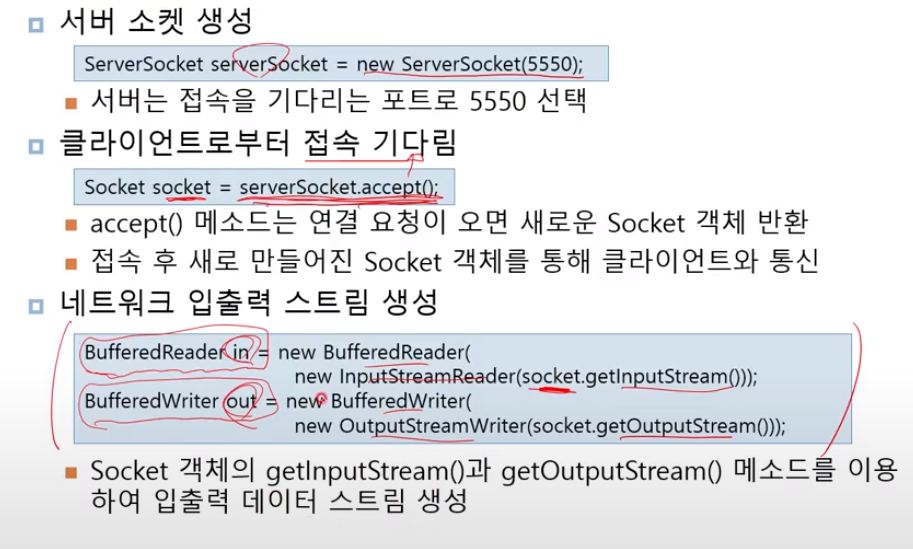 서버 소켓 생성
ServerSocket serverSocket = new ServerSocket(5550);
서버는 접속을 기다리는 포트로 5550 선택
클라이언트로부터 접속 기다림
Socket socket = serverSocket.accept();
accept() 메소드는 연결 요청이 오면 새로운 Socket 객체 반환
접속 후 새로 만들어진 Socket 객체를 통해 클라이언트와 통신
네트워크 입출력 스트림 생성
BufferedReader in = new BufferedReader(
new InputStreamReader(socket.getInputStream()));
BufferedWriter out = new BufferedWriter(
new OutputStreamWriter(socket.getOutputStream()));
Socket 객체의 getInputStream()과 getOutputStream() 메소드를 이용
하여 입출력 데이터 스트림 생성